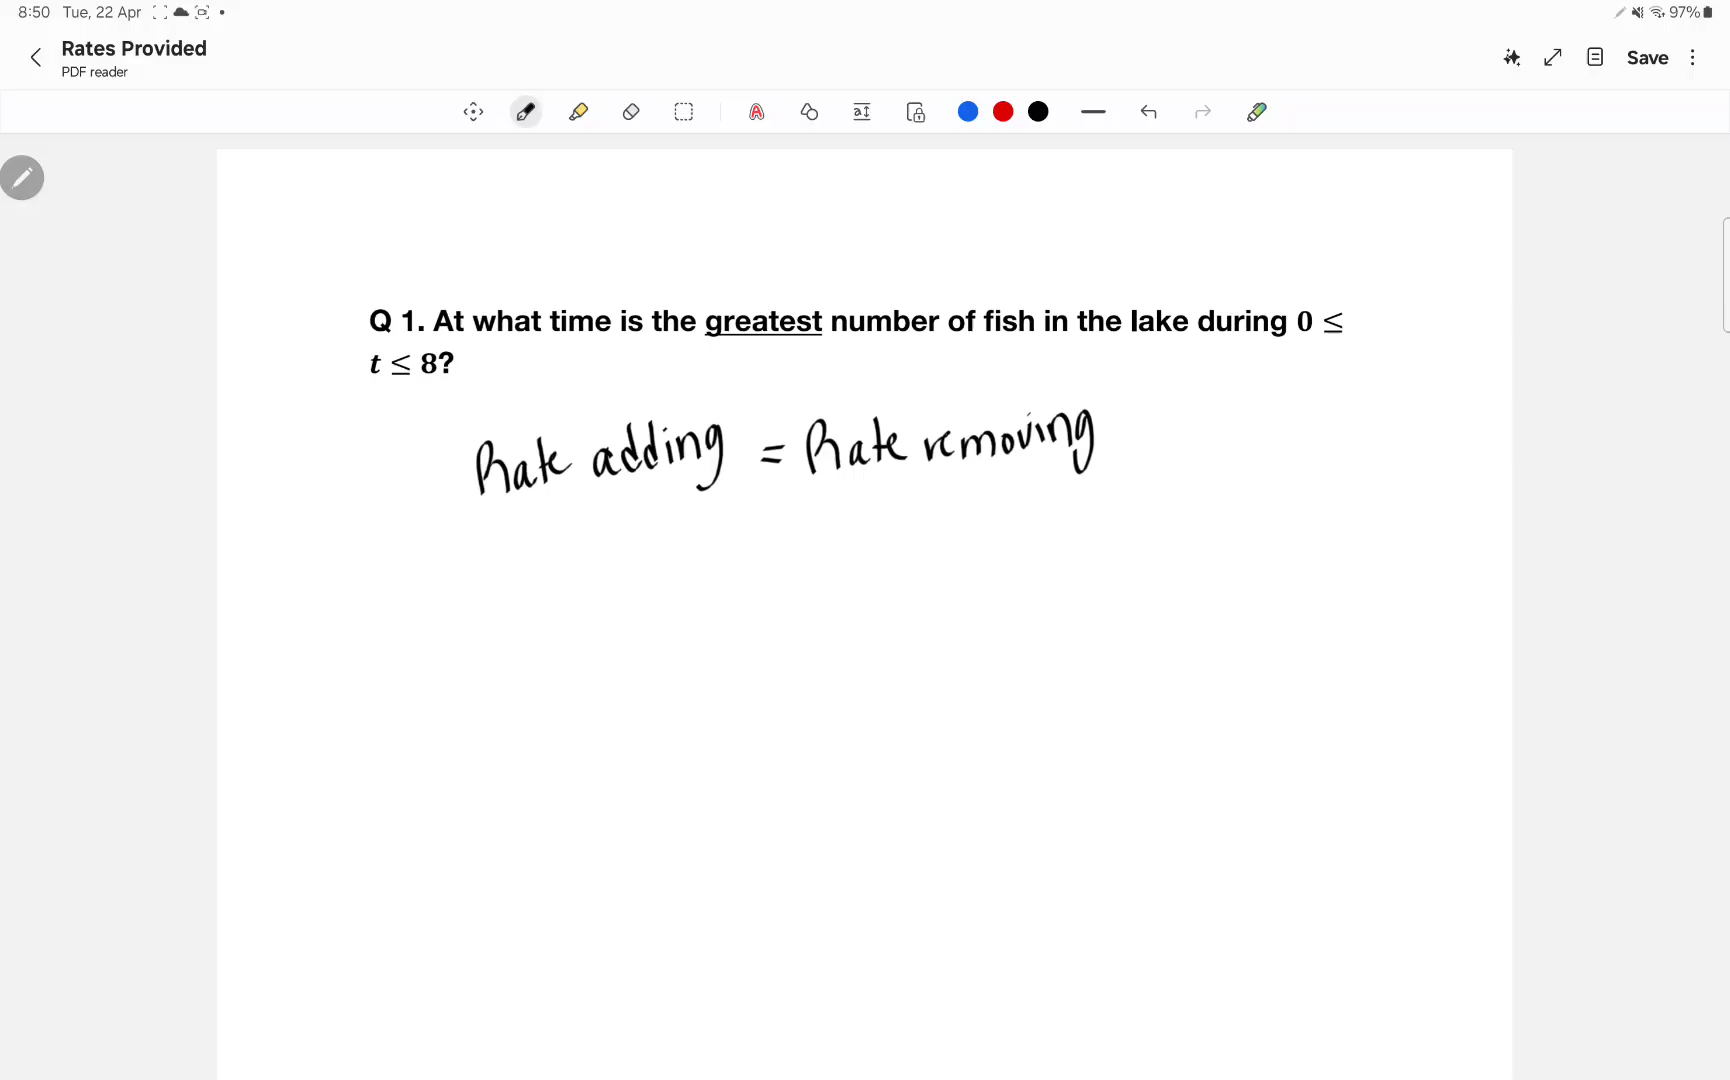 8:50 Tue, 22 Apr 97%
Rates Provided
PDF reader
Save
Q 1. At what time is the greatest number of fish in the lake during 0 ≤
t ≤ 8?
Rate adding = Rate removing